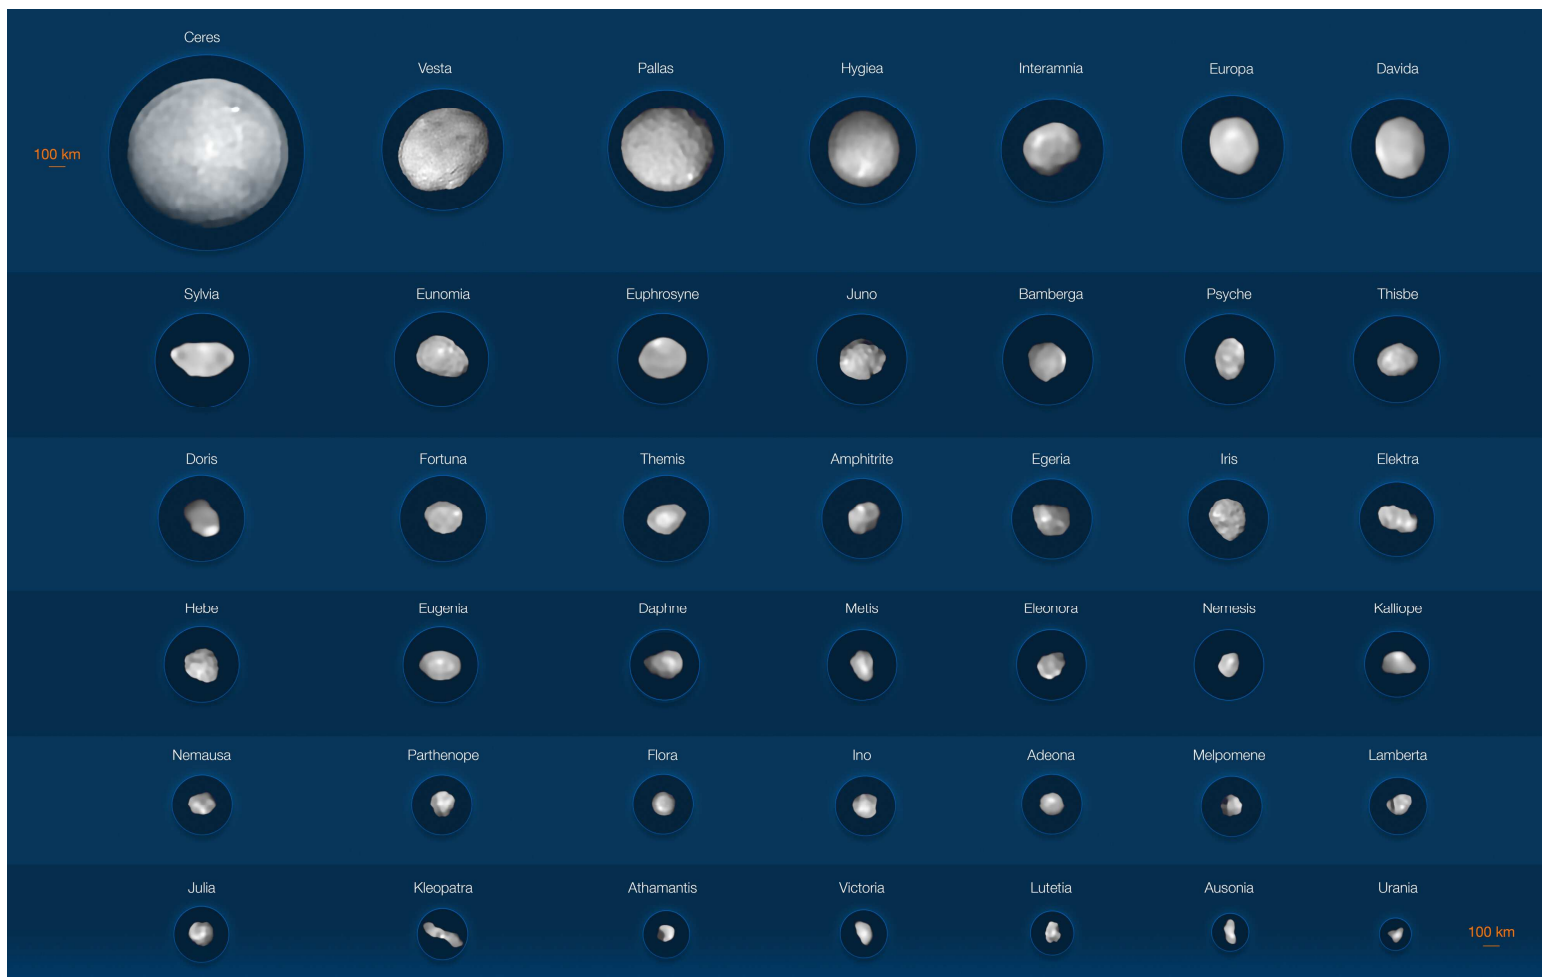 Ceres
Vesta
Pallas
Hygiea
Interamnia
Europa
Davida
100 km
Sylvia
Eunomia
Euphrosyne
Juno
Bamberga
Psyche
Thisbe
Doris
Fortuna
Themis
Amphitrite
Egeria
Iris
Elektra
Hebe
Eugenia
Daphne
Metis
Eleonora
Nemesis
Kalliope
Nemausa
Parthenope
Flora
Ino
Adeona
Melpomene
Lamberta
Julia
Kleopatra
Athamantis
Victoria
Lutetia
Ausonia
Urania
100 km